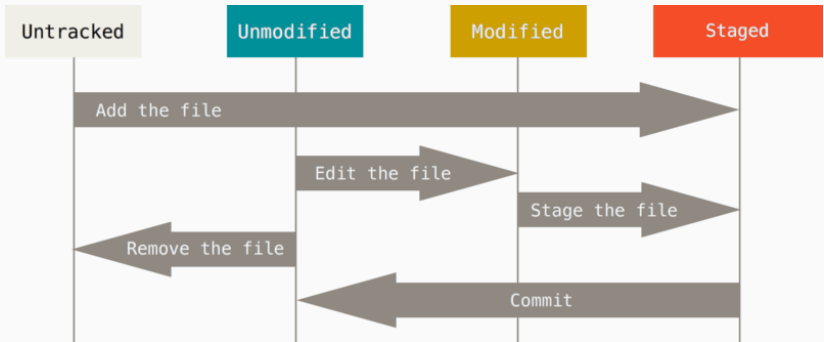 Untracked
Unmodified
Modified
Staged
Add the file
Edit the file
Stage the file
Remove the file
Commit